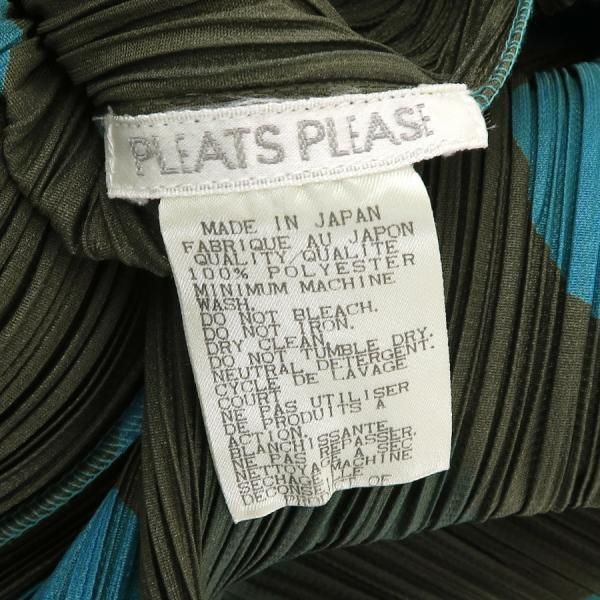 PLEATS PLEASE
MADE IN JAPAN
FABRIQUE AU JAPON
QUALITY/QUALITE
100% POLYESTER
MINIMUM MACHINE
WASH.
DO NOT BLEACH.
DO NOT IRON.
DRY CLEAN.
DO NOT TUMBLE DRY.
NEUTRAL DETERGENT.
CYCLE DE LAVAGE
COURT
NE PAS UTILISER
DE PRODUITS A
ACTION
BLANCHISSANTE
NE PAS REPASSER.
NETTOYAGE A SEC
SECHAGE MACHINE
OF